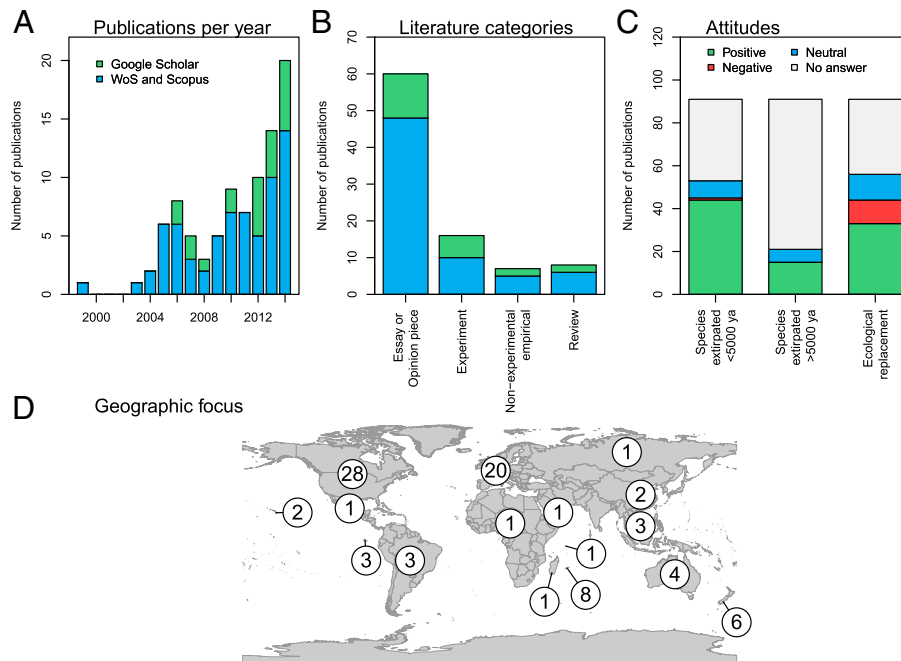 A
Publications per year
Number of publications
20
15
10
5
0
Google Scholar
WoS and Scopus
2000
2004
2008
2012
B
Literature categories
Number of publications
70
60
50
40
30
20
10
0
Essay or
Opinion piece
Experiment
Non−experimental
empirical
Review
C
Attitudes
Number of publications
120
100
80
60
40
20
0
Positive
Negative
Neutral
No answer
Species
extirpated
<5000 ya
Species
extirpated
>5000 ya
Ecological
replacement
D
Geographic focus
1
28
20
2
2
1
1
1
3
3
3
1
4
1
8
6